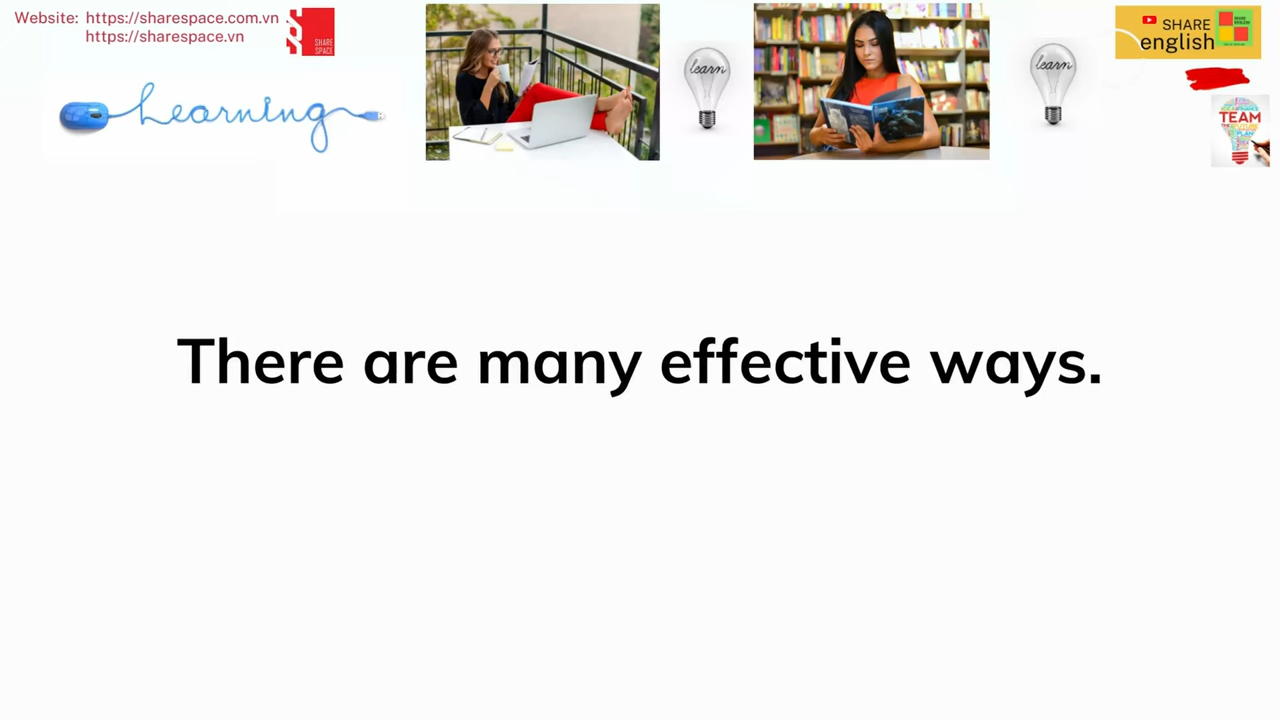 Website: https://sharespace.com.vn
https://sharespace.vn
SHARE
SPACE
Learning
learn
learn
SHARE
english
TEAM
PLAN
There are many effective ways.